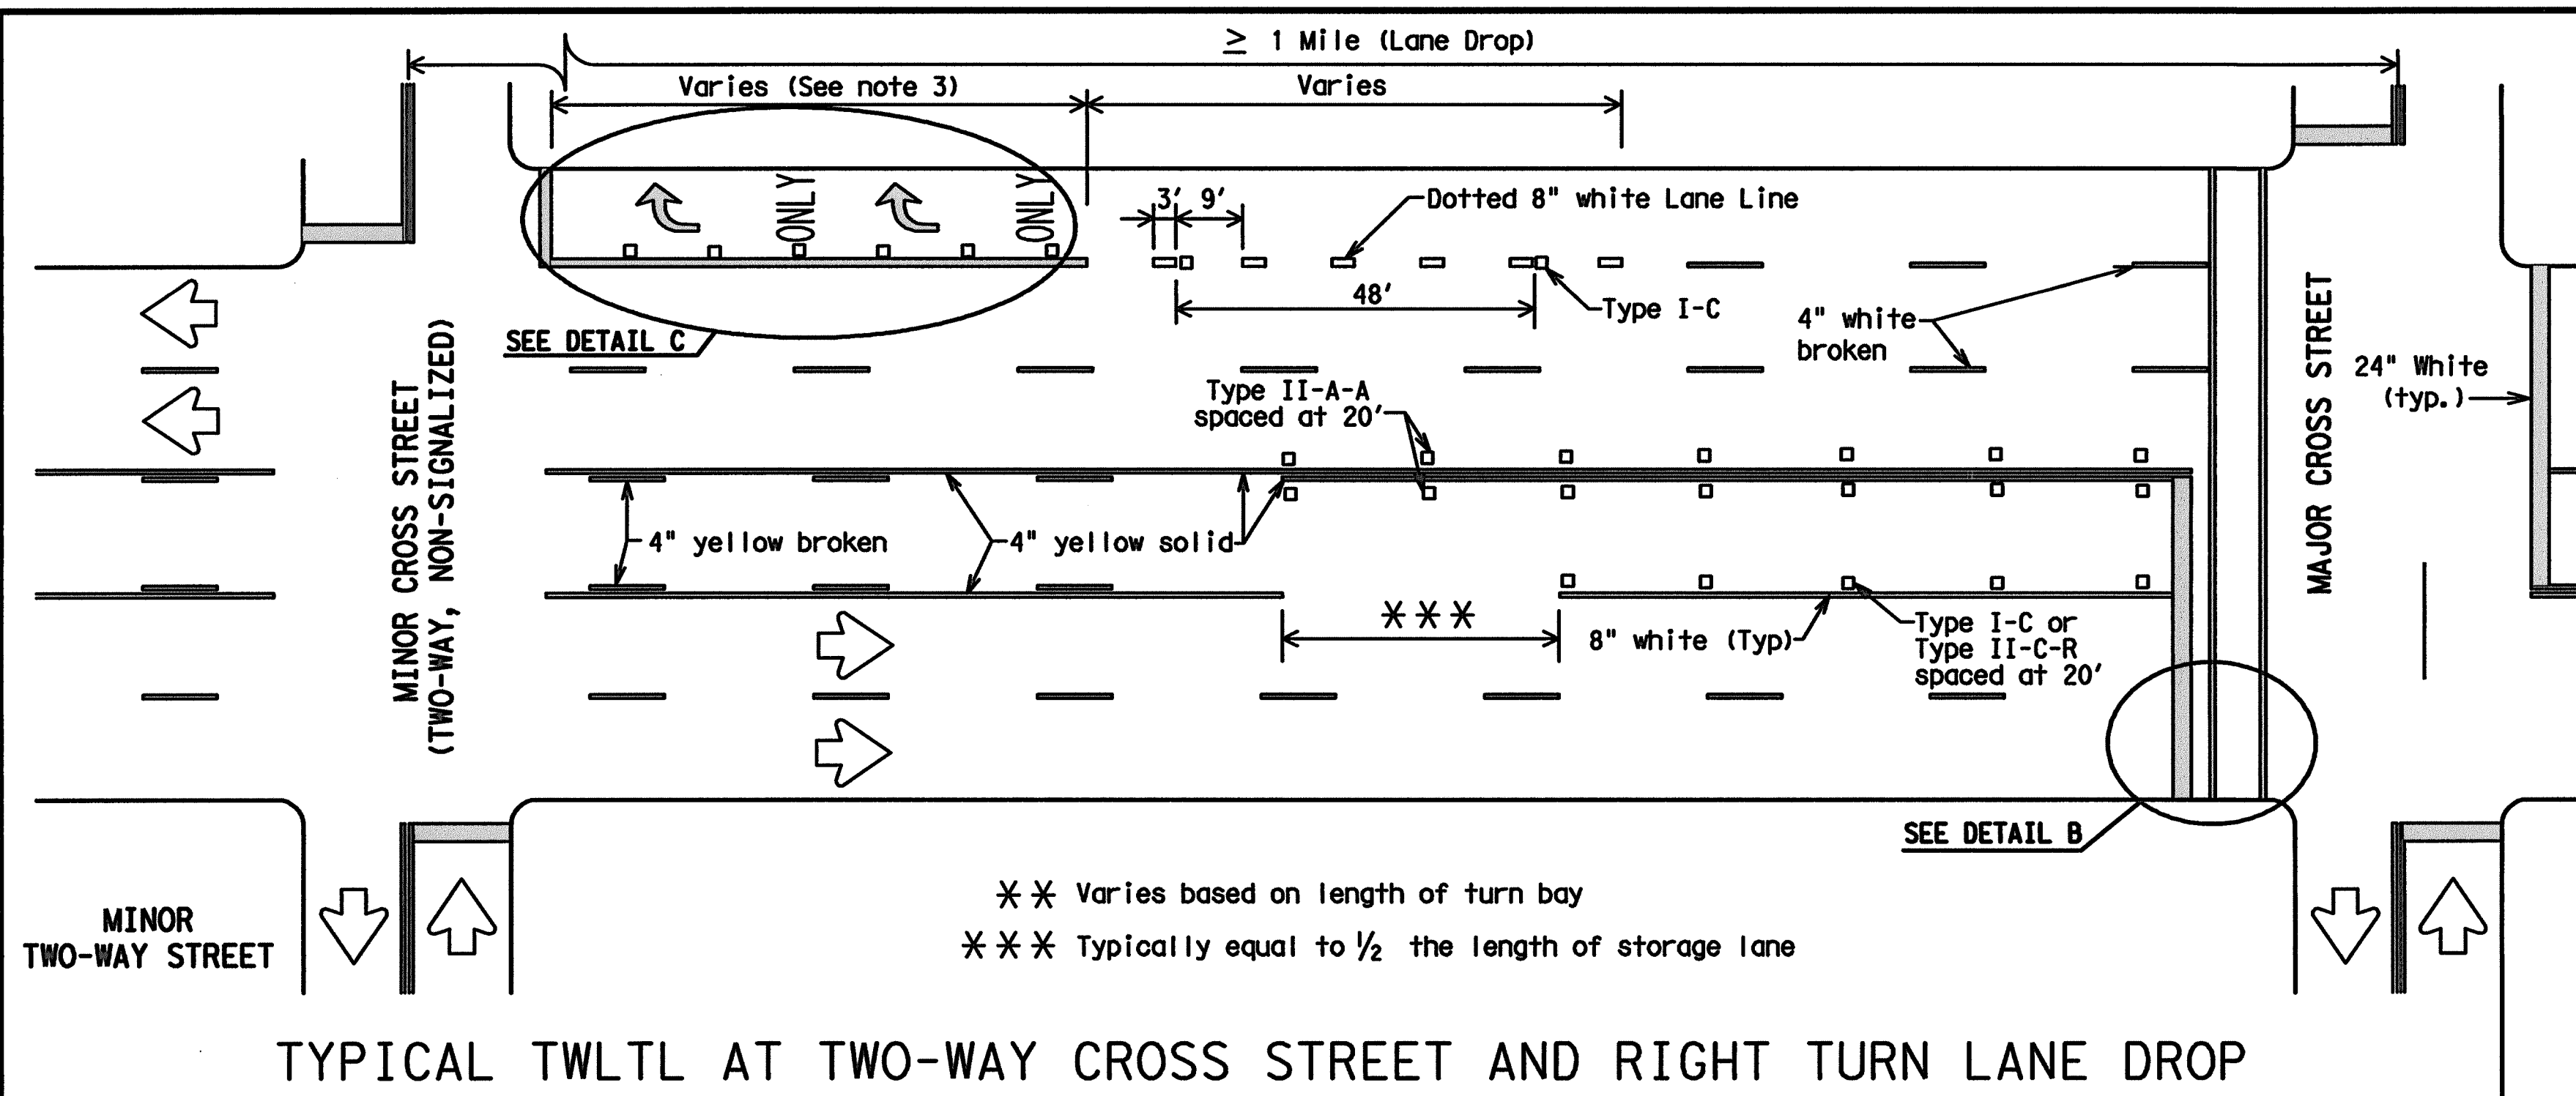 ≥ 1 Mile (Lane Drop)
Varies (See note 3)
Varies
ONLY
ONLY
3' 9'
Dotted 8" white Lane Line
48'
Type I-C
4" white
broken
SEE DETAIL C
MINOR CROSS STREET
(TWO-WAY, NON-SIGNALIZED)
Type II-A-A
spaced at 20'
MAJOR CROSS STREET
24" White
(typ.)
4" yellow broken
4" yellow solid
***
8" white (Typ)
Type I-C or
Type II-C-R
spaced at 20'
SEE DETAIL B
MINOR
TWO-WAY STREET
** Varies based on length of turn bay
*** Typically equal to ½ the length of storage lane
TYPICAL TWLTL AT TWO-WAY CROSS STREET AND RIGHT TURN LANE DROP